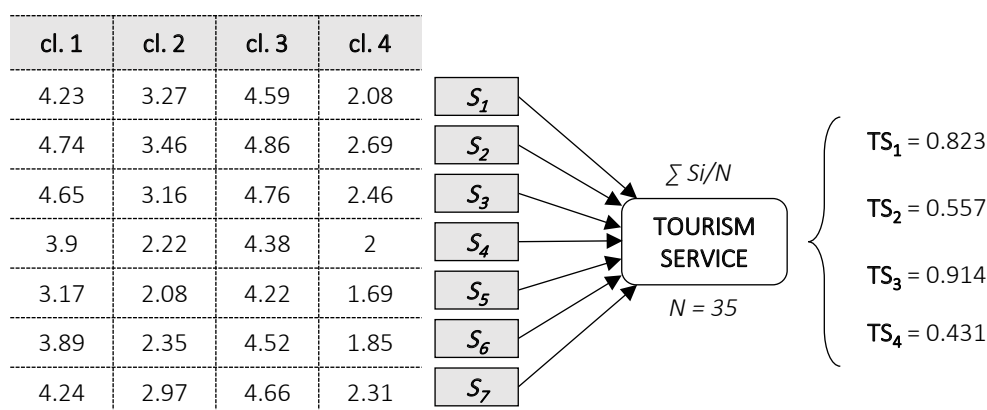 cl. 1 cl. 2 cl. 3 cl. 4
4.23 3.27 4.59 2.08 S1
4.74 3.46 4.86 2.69 S2
4.65 3.16 4.76 2.46 S3
3.9 2.22 4.38 2 S4
3.17 2.08 4.22 1.69 S5
3.89 2.35 4.52 1.85 S6
4.24 2.97 4.66 2.31 S7
∑ Si/N
TOURISM
SERVICE
N = 35
TS1 = 0.823
TS2 = 0.557
TS3 = 0.914
TS4 = 0.431